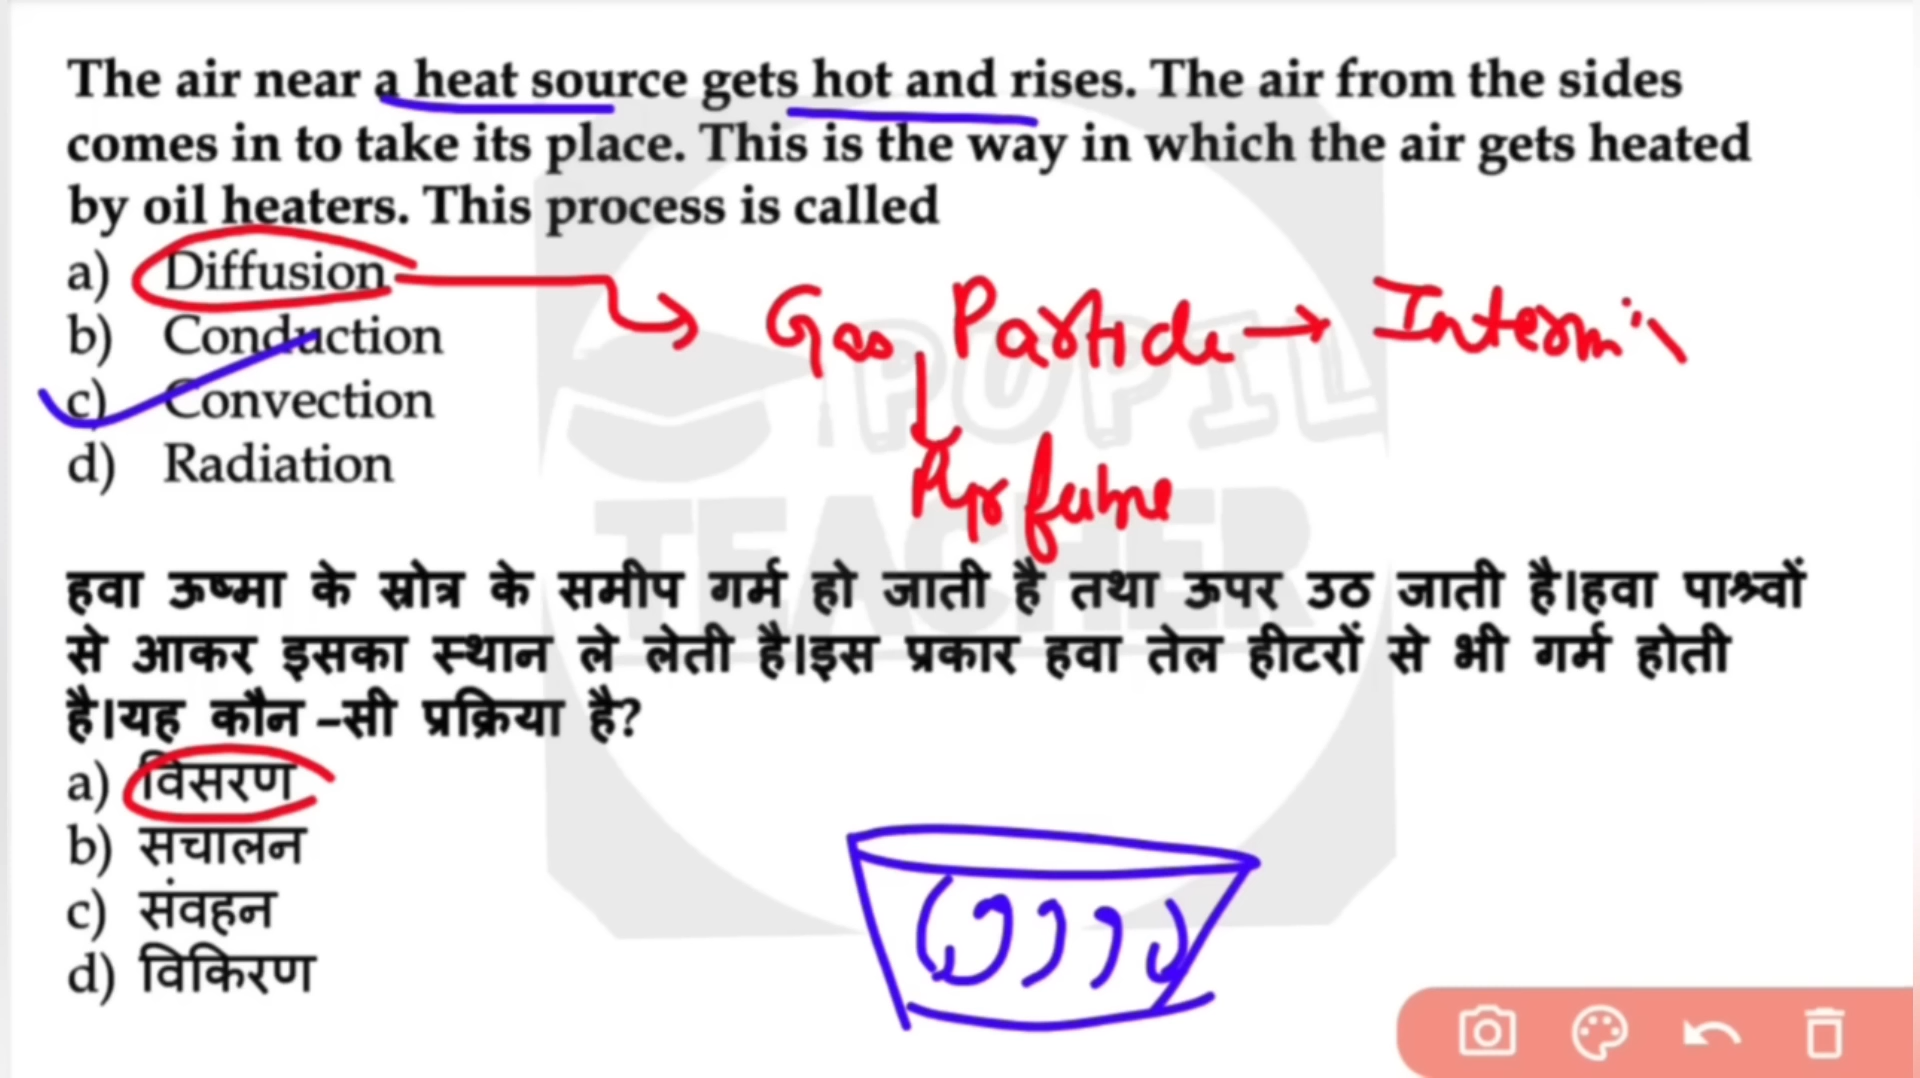 The air near a heat source gets hot and rises. The air from the sides
comes in to take its place. This is the way in which the air gets heated
by oil heaters. This process is called
a) Diffusion
b) Conduction
c) Convection
d) Radiation
Gas Particle → Intermi
Perfume
PUPIL
TEACHER
हवा ऊष्मा के स्रोत्र के समीप गर्म हो जाती है तथा ऊपर उठ जाती है।हवा पार्श्वों
से आकर इसका स्थान ले लेती है।इस प्रकार हवा तेल हीटरों से भी गर्म होती
है।यह कौन –सी प्रक्रिया है?
a) विसरण
b) संचालन
c) संवहन
d) विकिरण